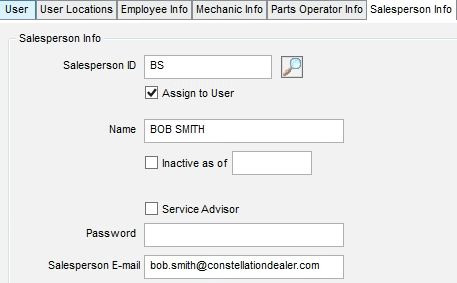 User User Locations Employee Info Mechanic Info Parts Operator Info Salesperson Info
Salesperson Info
Salesperson ID BS
Assign to User
Name BOB SMITH
Inactive as of
Service Advisor
Password
Salesperson E-mail bob.smith@constellationdealer.com